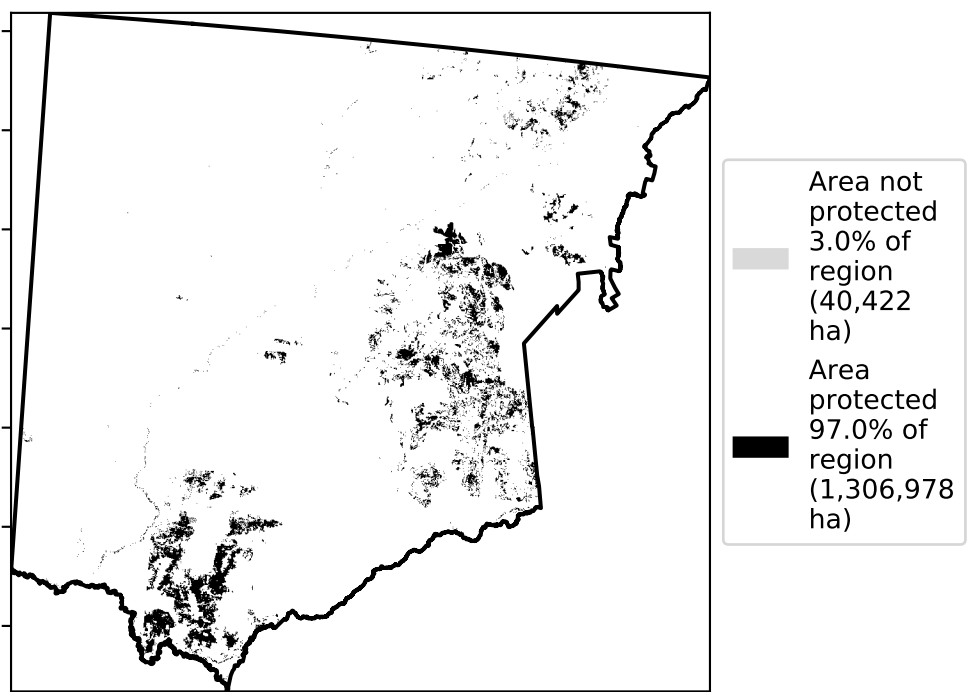 Area not
protected
3.0% of
region
(40,422
ha)
Area
protected
97.0% of
region
(1,306,978
ha)